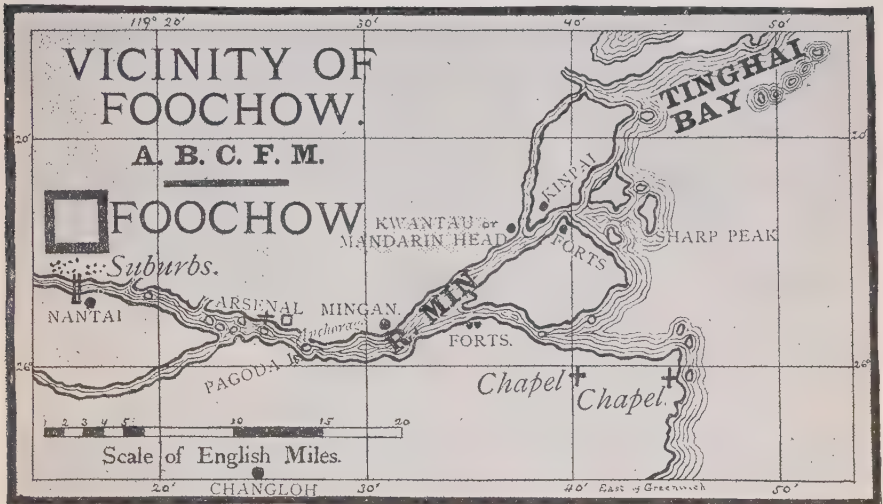 119° 20' 30' 40' 50'
VICINITY OF
FOOCHOW.
A. B. C. F. M.
TINGHAI
BAY
20'
FOOCHOW
KINPAI
KWANTAU or
MANDARIN HEAD
SHARP PEAK
FORTS
Suburbs.
R. MIN
ARSENAL
MINGAN.
NANTAI
Anchorage
FORTS.
PAGODA I.
26°
26°
Chapel
Chapel.
1 2 3 4 5 10 15 20
Scale of English Miles.
CHANGLOH
20' 30' 40' East of Greenwich 50'